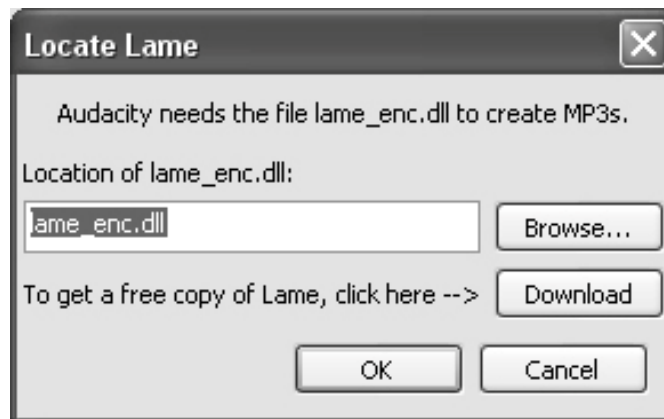 Locate Lame
Audacity needs the file lame_enc.dll to create MP3s.
Location of lame_enc.dll:
lame_enc.dll
Browse...
To get a free copy of Lame, click here -->
Download
OK
Cancel